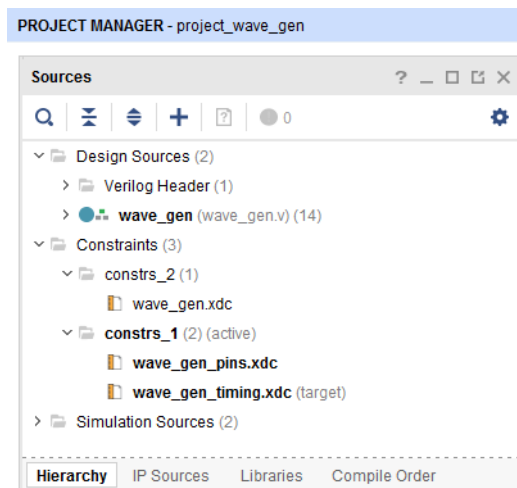 PROJECT MANAGER - project_wave_gen
Sources
? _
0
Design Sources (2)
Verilog Header (1)
wave_gen (wave_gen.v) (14)
Constraints (3)
constrs_2 (1)
wave_gen.xdc
constrs_1 (2) (active)
wave_gen_pins.xdc
wave_gen_timing.xdc (target)
Simulation Sources (2)
Hierarchy IP Sources Libraries Compile Order